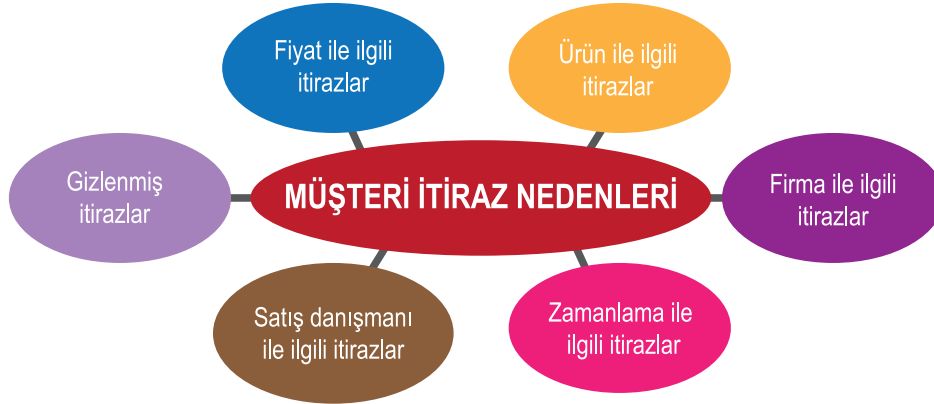 Fiyat ile ilgili
itirazlar
Ürün ile ilgili
itirazlar
Gizlenmiş
itirazlar
MÜŞTERİ İTİRAZ NEDENLERİ
Firma ile ilgili
itirazlar
Satış danışmanı
ile ilgili itirazlar
Zamanlama ile
ilgili itirazlar